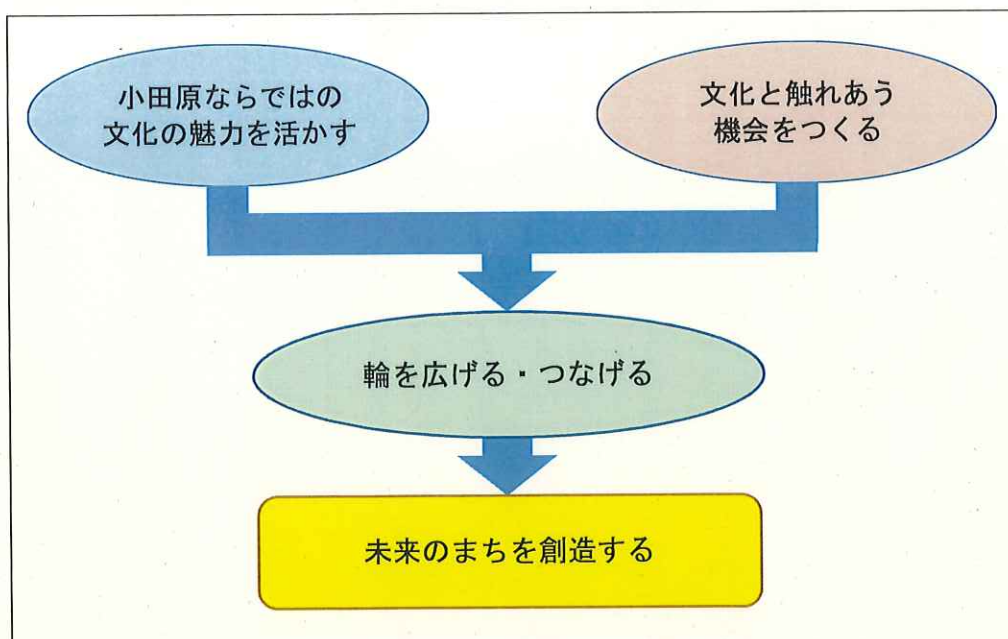 小田原ならではの
文化の魅力を活かす
文化と触れあう
機会をつくる
輪を広げる・つなげる
未来のまちを創造する